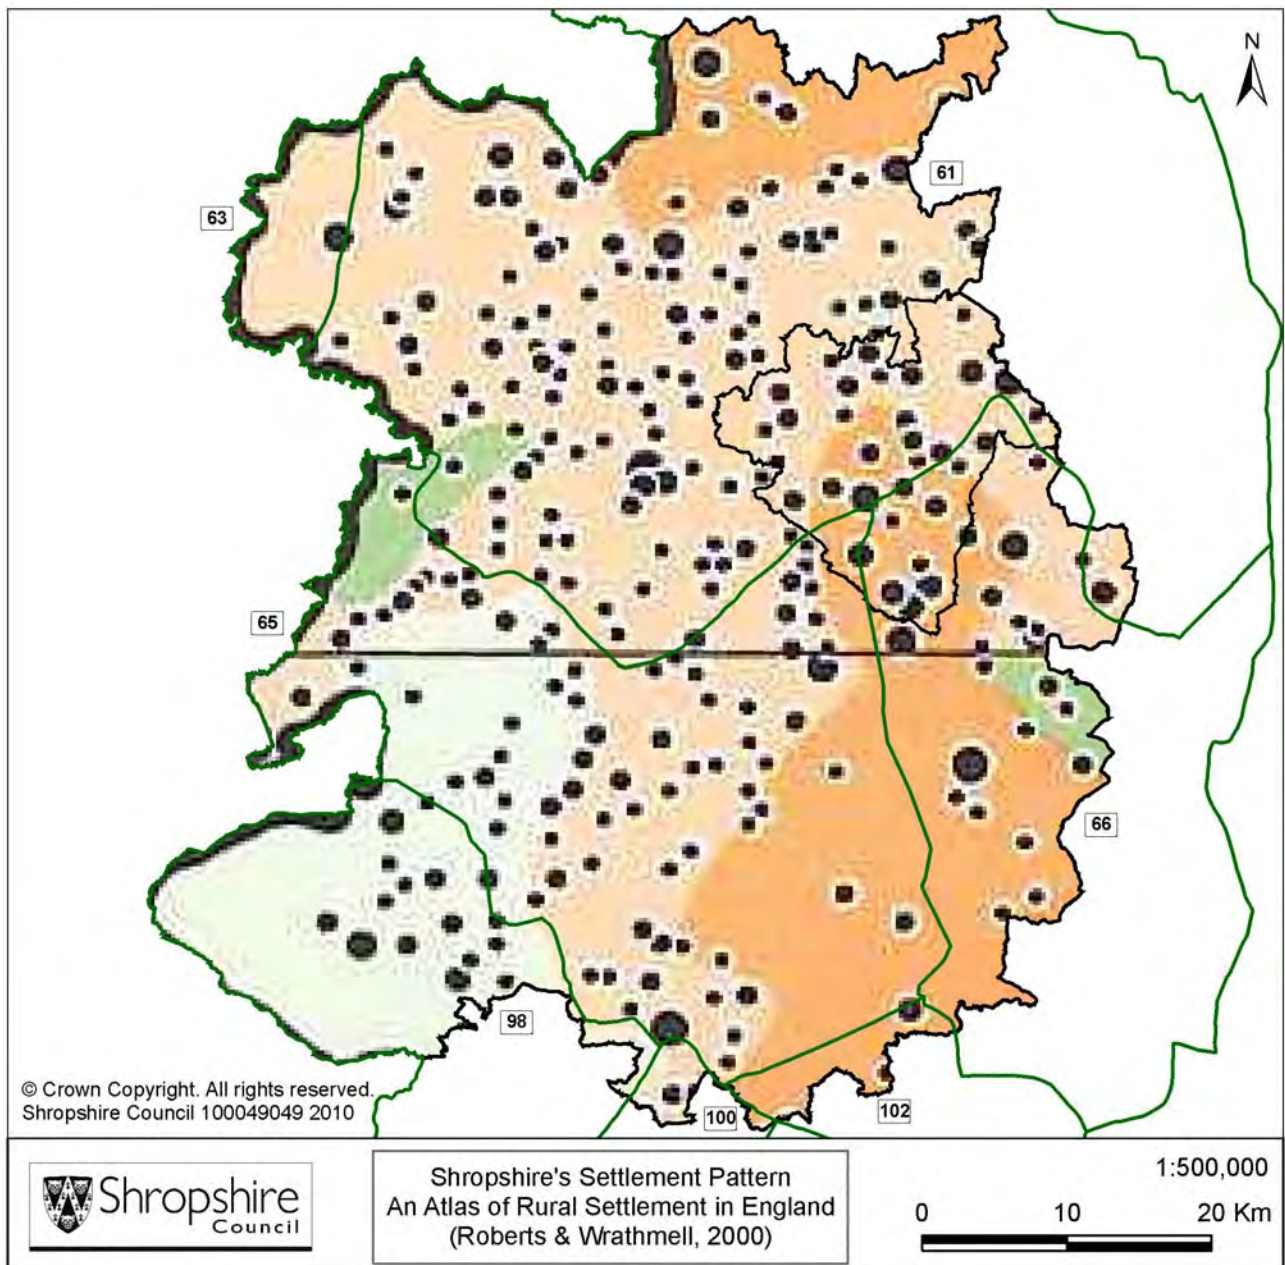 N
61
63
65
66
98
100
102
© Crown Copyright. All rights reserved.
Shropshire Council 100049049 2010
Shropshire
Council
Shropshire's Settlement Pattern
An Atlas of Rural Settlement in England
(Roberts & Wrathmell, 2000)
1:500,000
0 10 20 Km